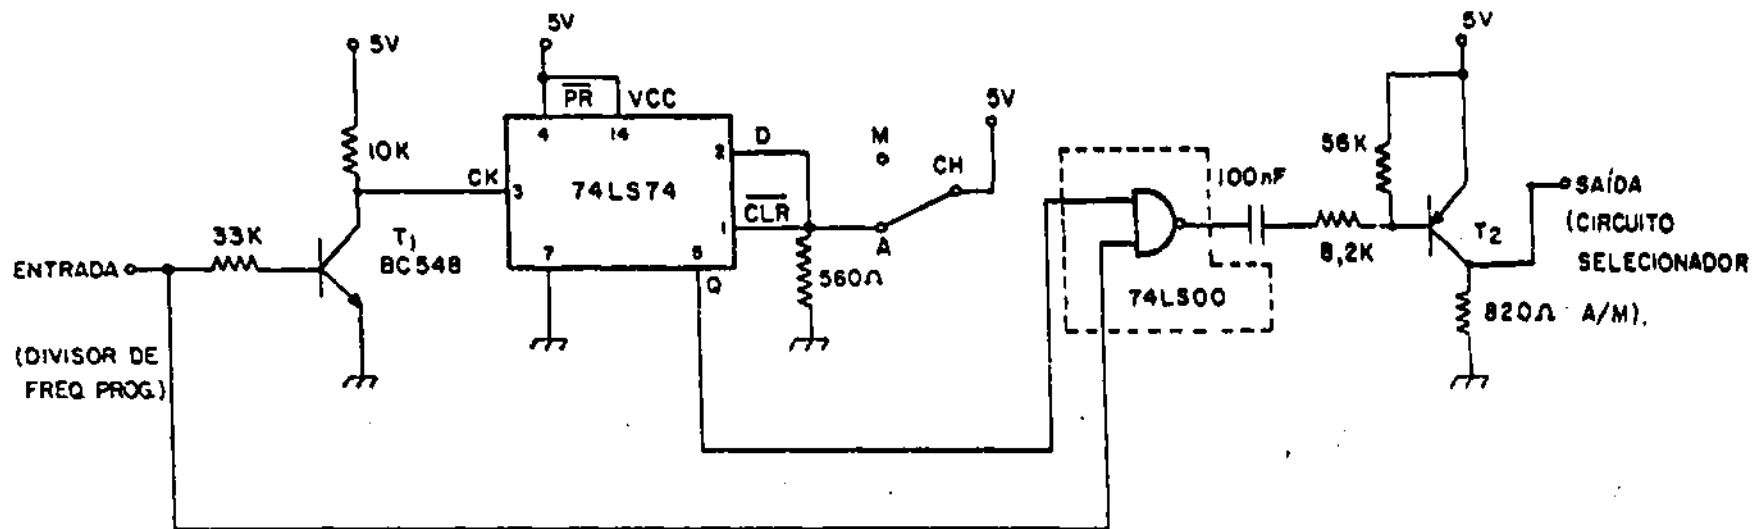 5V
5V
5V
5V
10K
CK
3
PR
VCC
4
14
74LS74
2
D
CLR
1
7
5
Q
33K
T1
BC548
ENTRADA
(DIVISOR DE
FREQ PROG.)
M
CH
A
560Ω
74LS00
100nF
8,2K
56K
T2
820Ω
SAÍDA
(CIRCUITO
SELECIONADOR
A/M).